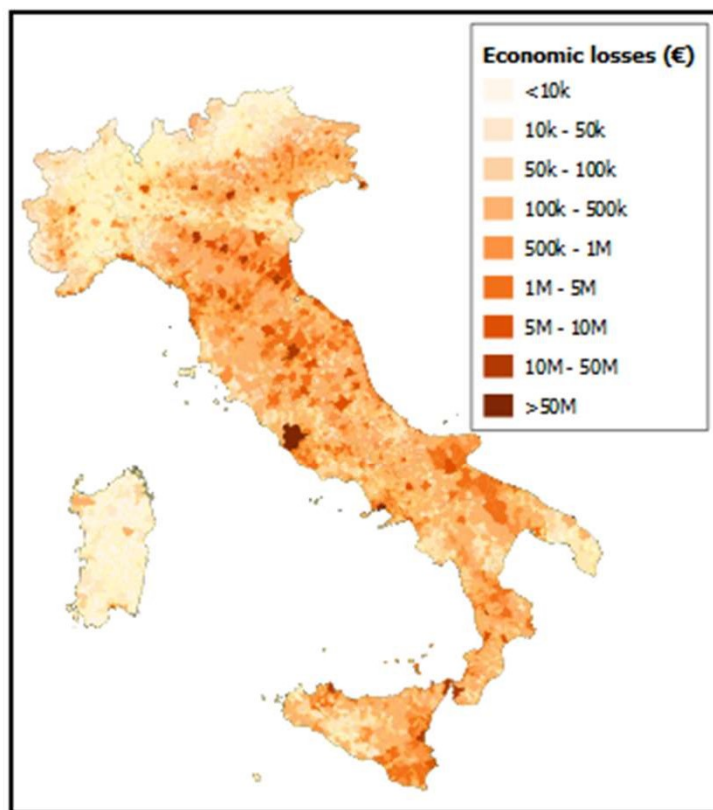 Economic losses (€)
<10k
10k - 50k
50k - 100k
100k - 500k
500k - 1M
1M - 5M
5M - 10M
10M - 50M
>50M